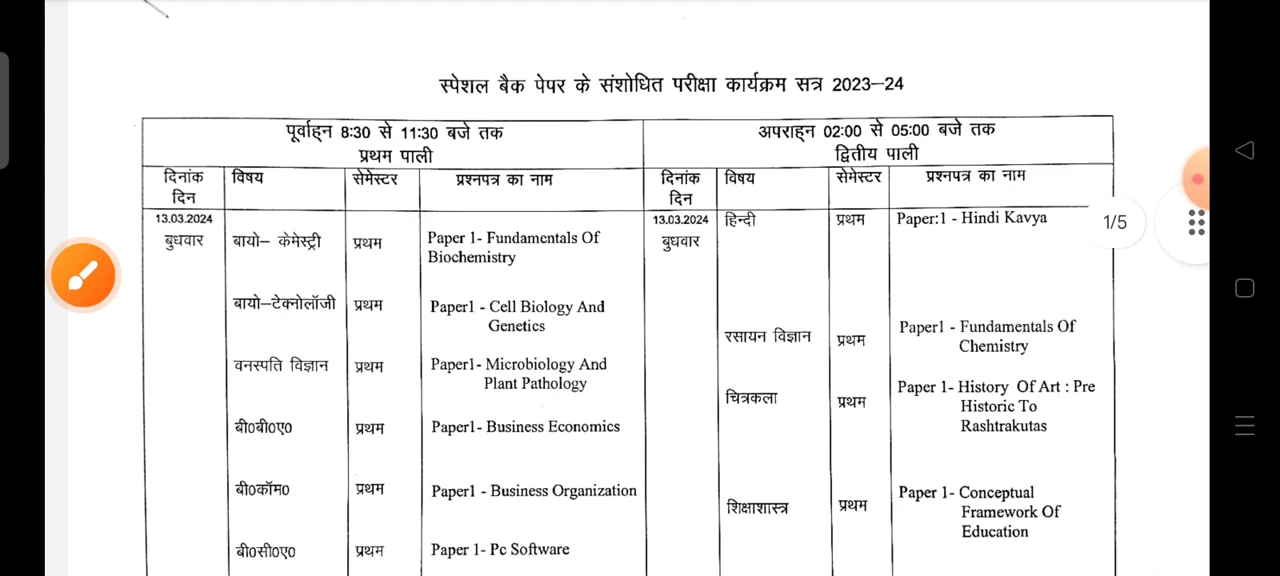 स्पेशल बैक पेपर के संशोधित परीक्षा कार्यक्रम सत्र 2023–24
पूर्वाहन 8:30 से 11:30 बजे तक
प्रथम पाली
अपराहन 02:00 से 05:00 बजे तक
द्वितीय पाली
दिनांक
दिन
विषय
सेमेस्टर
प्रश्नपत्र का नाम
दिनांक
दिन
विषय
सेमेस्टर
प्रश्नपत्र का नाम
13.03.2024
बुधवार
बायो– केमेस्ट्री
प्रथम
Paper 1- Fundamentals Of
Biochemistry
बायो–टेक्नोलॉजी
प्रथम
Paper1 - Cell Biology And
Genetics
वनस्पति विज्ञान
प्रथम
Paper1- Microbiology And
Plant Pathology
बी0बी0ए0
प्रथम
Paper1- Business Economics
बी0कॉम0
प्रथम
Paper1 - Business Organization
बी0सी0ए0
प्रथम
Paper 1- Pc Software
13.03.2024
बुधवार
हिन्दी
प्रथम
Paper:1 - Hindi Kavya
रसायन विज्ञान
प्रथम
Paper1 - Fundamentals Of
Chemistry
चित्रकला
प्रथम
Paper 1- History Of Art : Pre
Historic To
Rashtrakutas
शिक्षाशास्त्र
प्रथम
Paper 1- Conceptual
Framework Of
Education
1/5